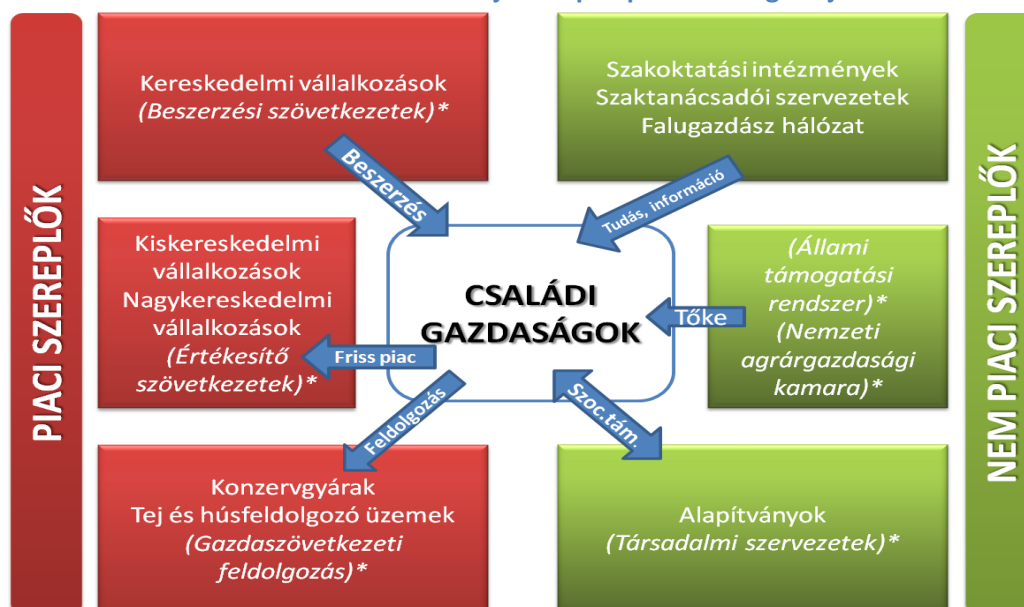 PIACI SZEREPLŐK
Kereskedelmi vállalkozások
(Beszerzési szövetkezetek)*
Szakoktatási intézmények
Szaktanácsadói szervezetek
Falugazdász hálózat
NEM PIACI SZEREPLŐK
Beszerzés
Tudás, információ
Kiskereskedelmi
vállalkozások
Nagykereskedelmi
vállalkozások
(Értékesítő
szövetkezetek)*
Friss piac
CSALÁDI
GAZDASÁGOK
Tőke
(Állami
támogatási
rendszer)*
(Nemzeti
agrárgazdasági
kamara)*
Feldolgozás
Szoc.tám.
Konzervgyárak
Tej és húsfeldolgozó üzemek
(Gazdaszövetkezeti
feldolgozás)*
Alapítványok
(Társadalmi szervezetek)*